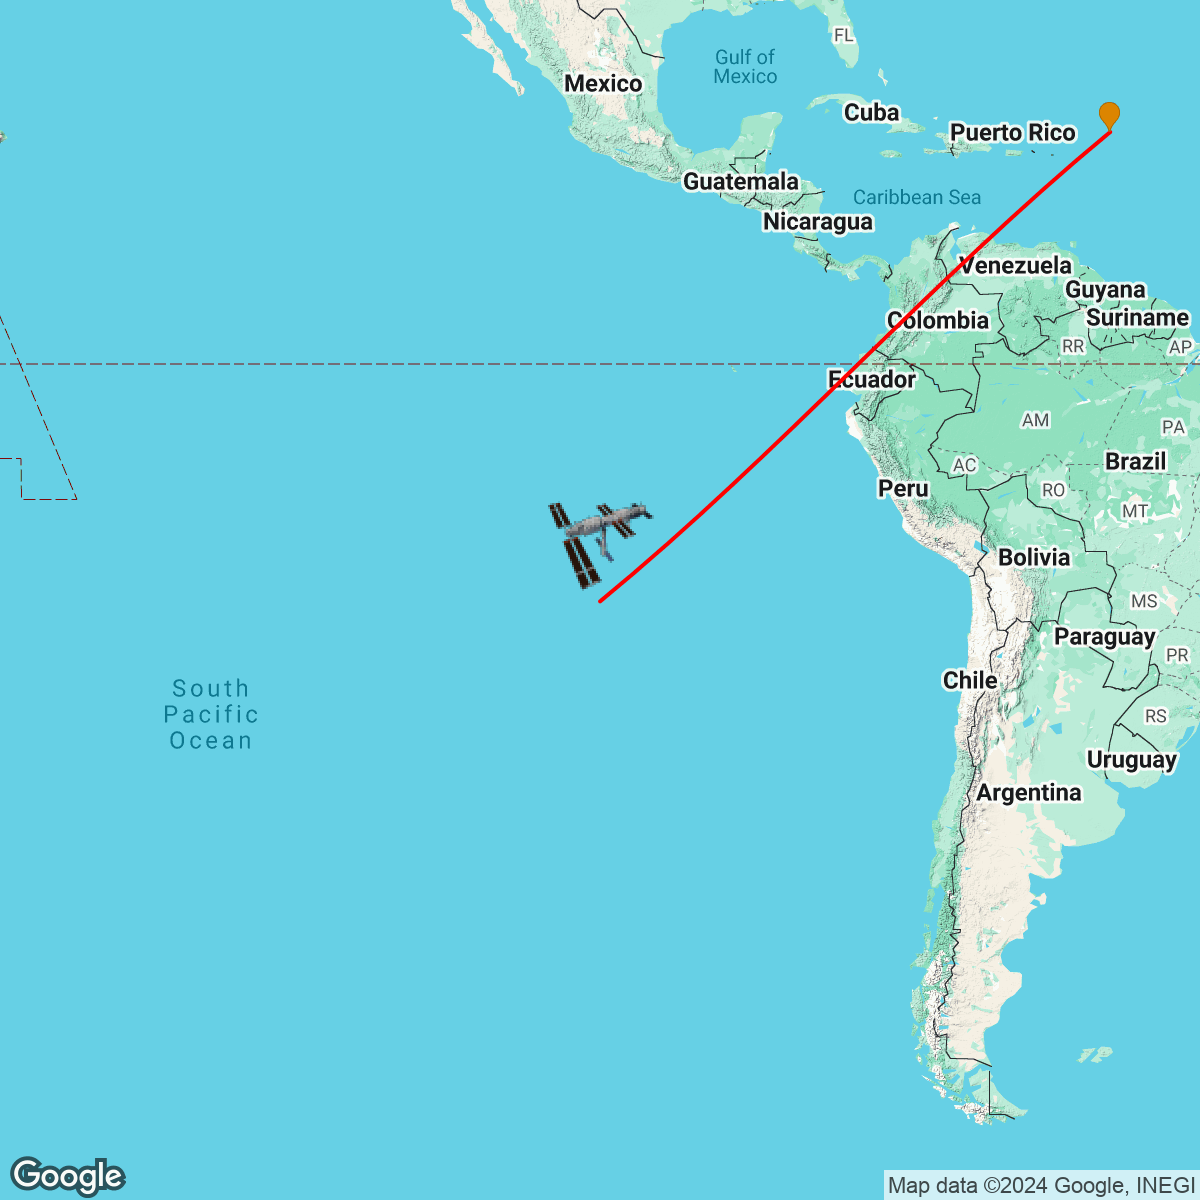 FL
Gulf of
Mexico
Mexico
Cuba
Puerto Rico
Guatemala
Caribbean Sea
Nicaragua
Venezuela
Guyana
Colombia
Suriname
RR
AP
Ecuador
AM
PA
AC
Brazil
Peru
RO
MT
Bolivia
MS
Paraguay
PR
Chile
South
Pacific
Ocean
RS
Uruguay
Argentina
Google
Map data ©2024 Google, INEGI